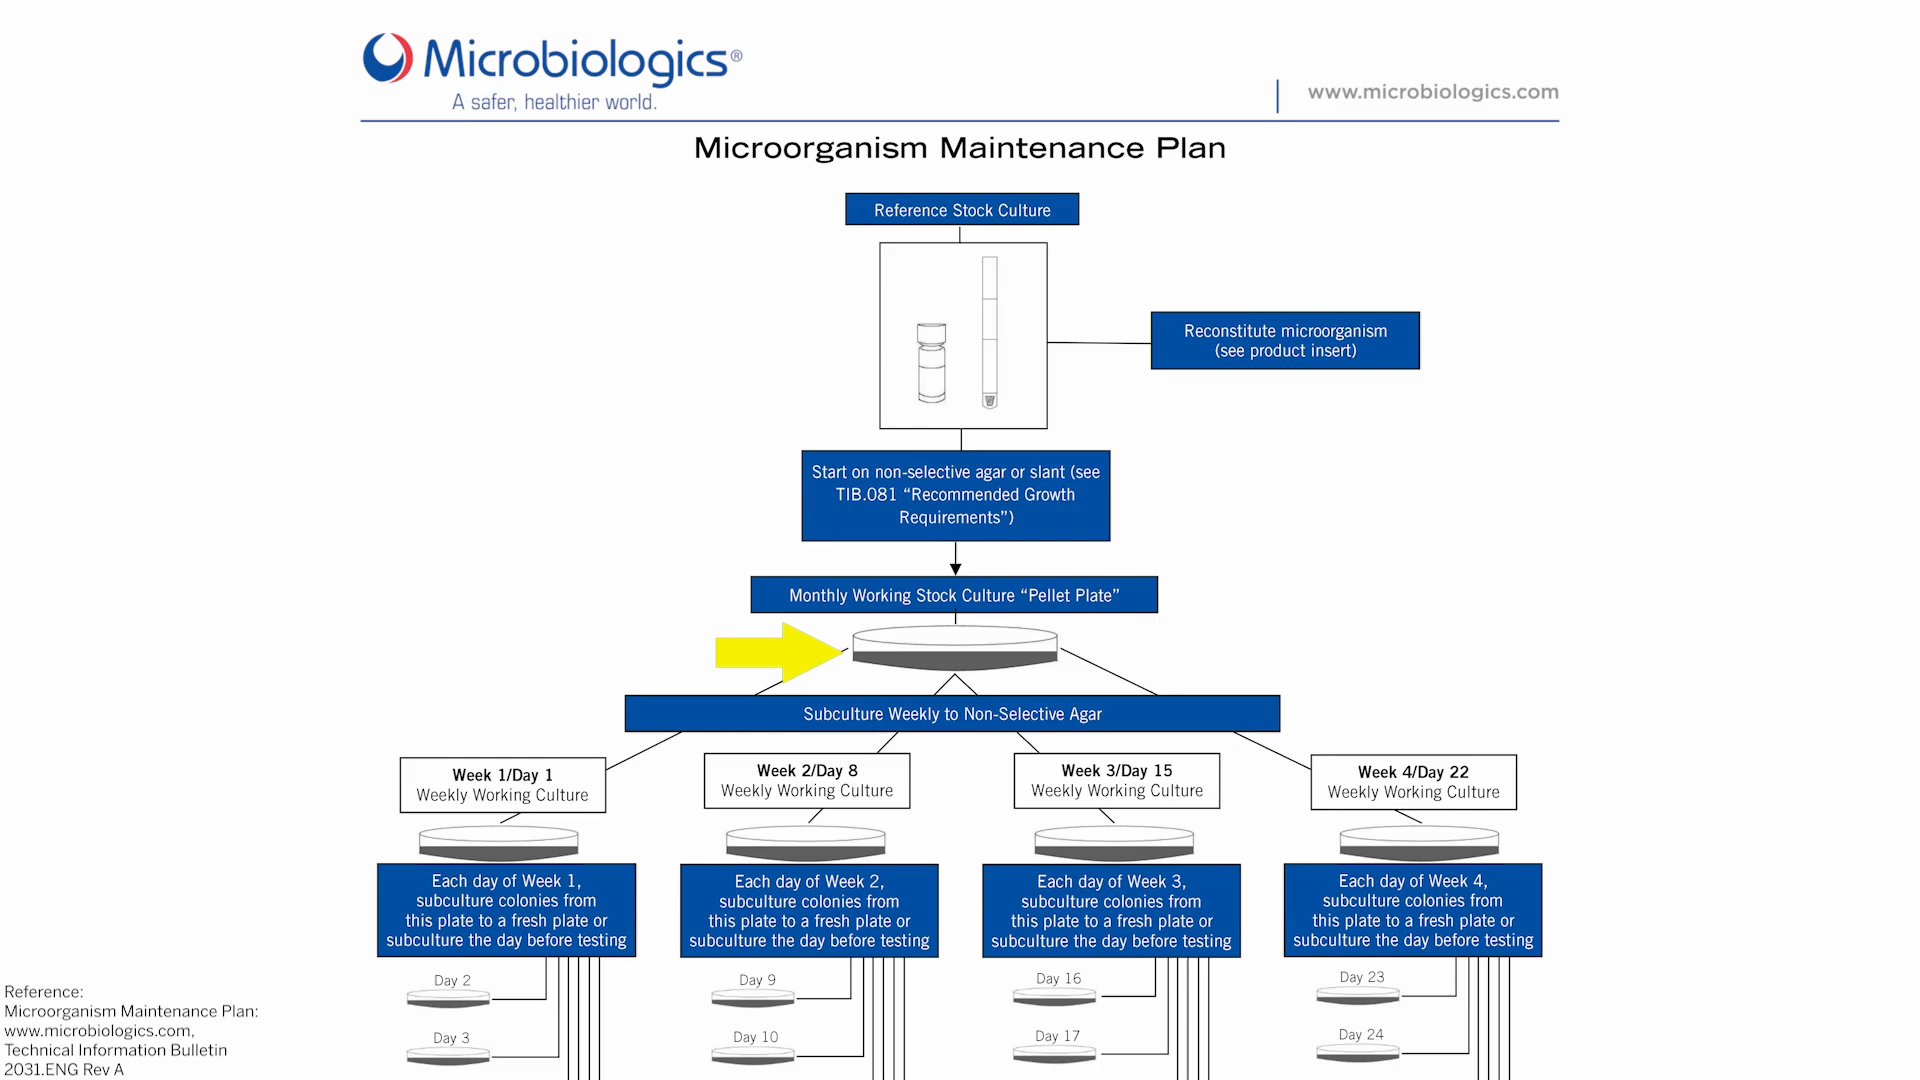 Microbiologics®
A safer, healthier world.
www.microbiologics.com
Microorganism Maintenance Plan
Reference Stock Culture
Reconstitute microorganism
(see product insert)
Start on non-selective agar or slant (see
TIB.081 “Recommended Growth
Requirements”)
Monthly Working Stock Culture “Pellet Plate”
Subculture Weekly to Non-Selective Agar
Week 1/Day 1
Weekly Working Culture
Week 2/Day 8
Weekly Working Culture
Week 3/Day 15
Weekly Working Culture
Week 4/Day 22
Weekly Working Culture
Each day of Week 1,
subculture colonies from
this plate to a fresh plate or
subculture the day before testing
Each day of Week 2,
subculture colonies from
this plate to a fresh plate or
subculture the day before testing
Each day of Week 3,
subculture colonies from
this plate to a fresh plate or
subculture the day before testing
Each day of Week 4,
subculture colonies from
this plate to a fresh plate or
subculture the day before testing
Day 2
Day 9
Day 16
Day 23
Day 3
Day 10
Day 17
Day 24
Reference:
Microorganism Maintenance Plan:
www.microbiologics.com,
Technical Information Bulletin
2031.ENG Rev A